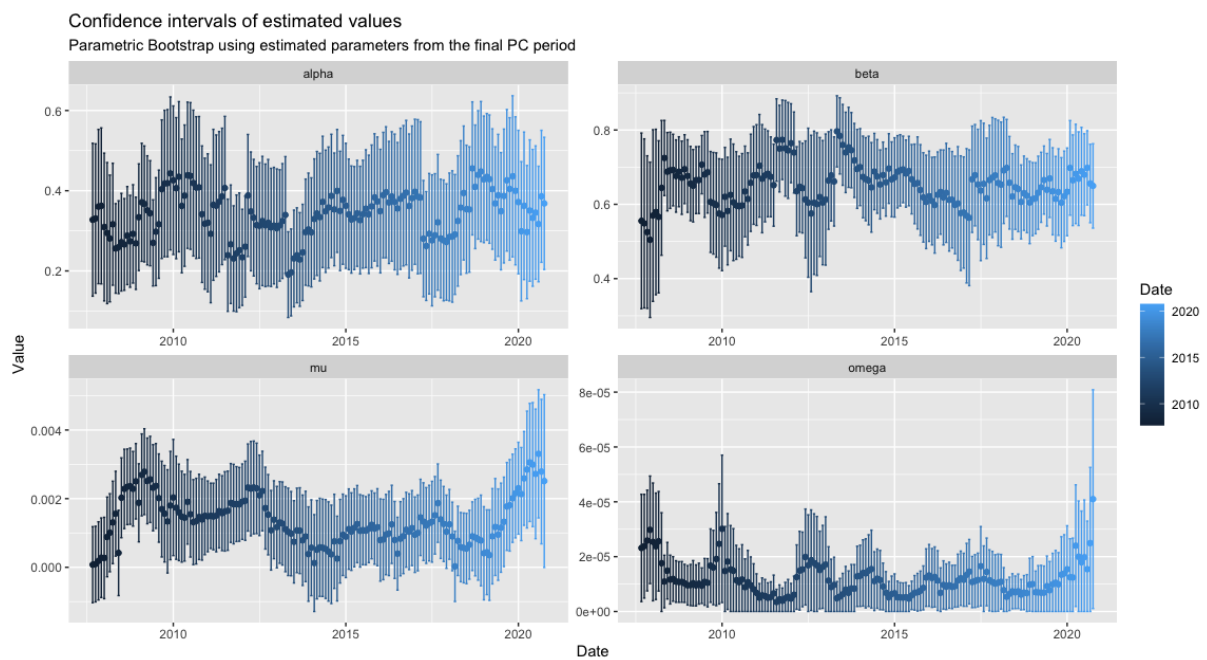 Confidence intervals of estimated values
Parametric Bootstrap using estimated parameters from the final PC period
alpha
beta
0.6
0.4
0.2
0.8
0.6
0.4
2010
2015
2020
2010
2015
2020
Value
mu
omega
0.004
0.002
0.000
8e-05
6e-05
4e-05
2e-05
0e+00
2010
2015
2020
2010
2015
2020
Date
Date
2020
2015
2010